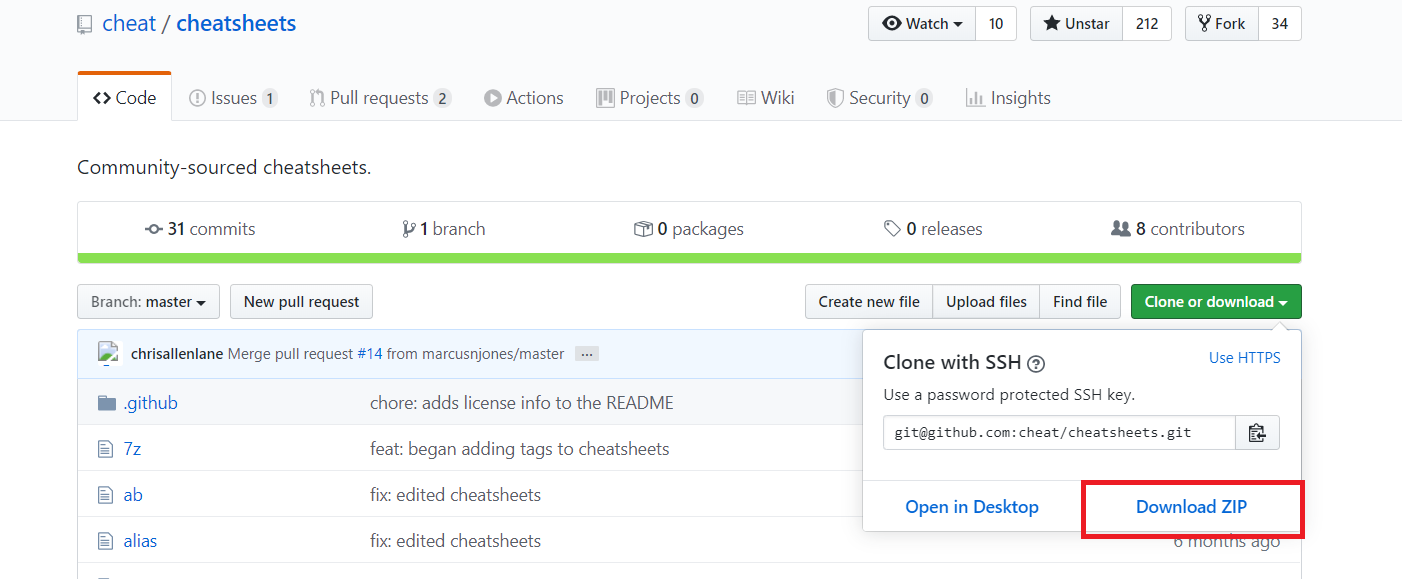 cheat / cheatsheets
Watch 10
Unstar 212
Fork 34
Code
Issues 1
Pull requests 2
Actions
Projects 0
Wiki
Security 0
Insights
Community-sourced cheatsheets.
31 commits
1 branch
0 packages
0 releases
8 contributors
Branch: master
New pull request
Create new file
Upload files
Find file
Clone or download
chrisallenlane Merge pull request #14 from marcusnjones/master ...
Clone with SSH ?
Use HTTPS
Use a password protected SSH key.
git@github.com:cheat/cheatsheets.git
Open in Desktop
Download ZIP
.github chore: adds license info to the README
7z feat: began adding tags to cheatsheets
ab fix: edited cheatsheets
alias fix: edited cheatsheets
6 months ago